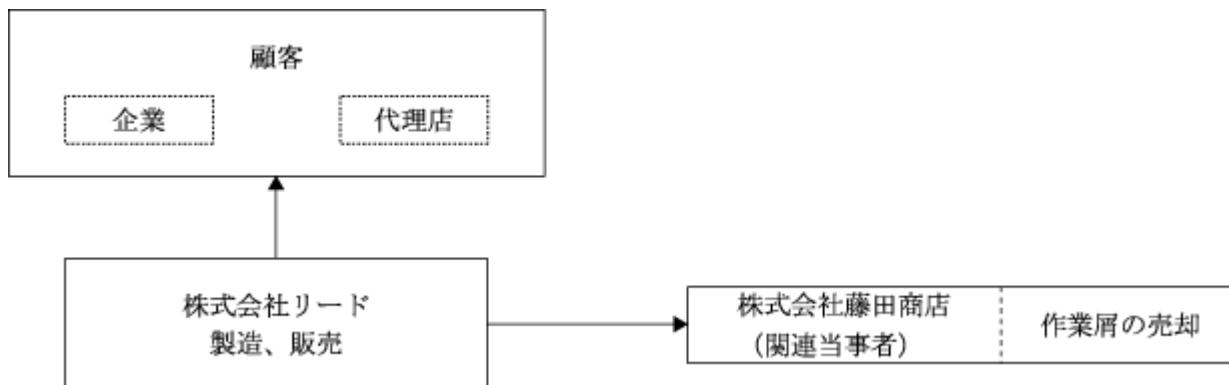 顧客
企業
代理店
株式会社リード
製造、販売
株式会社藤田商店
(関連当事者)
作業屑の売却